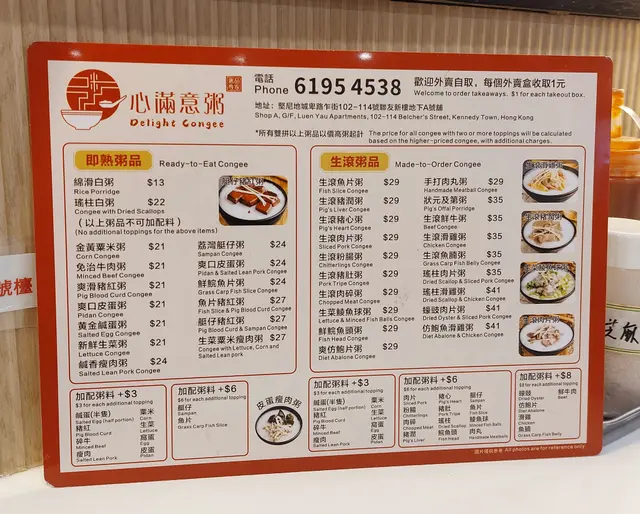 心滿意粥
Delight Congee
電話
Phone 6195 4538
歡迎外賣自取，每個外賣盒收取1元
Welcome to order takeaways. $1 for each takeout box.
地址：堅尼地城卑路乍街102-114號聯友新樓地下A號舖
Shop A, G/F, Luen Yau Apartments, 102-114 Belcher's Street, Kennedy Town, Hong Kong
*所有雙拼以上粥品以價高粥起計 The price for all congee with two or more toppings will be calculated
based on the higher-priced congee, with additional charges.
即熟粥品 Ready-to-Eat Congee
綿滑白粥 $13
Rice Porridge
瑤柱白粥 $22
Congee with Dried Scallops
（以上粥品不可加配料）
(No additional toppings for the above items)
金黃粟米粥 $21
Corn Congee
免治牛肉粥 $21
Minced Beef Congee
爽滑豬紅粥 $21
Pig Blood Curd Congee
爽口皮蛋粥 $21
Pidan Congee
黃金鹹蛋粥 $21
Salted Egg Congee
新鮮生菜粥 $21
Lettuce Congee
鹹香瘦肉粥 $24
Salted Lean Pork Congee
荔灣艇仔粥 $24
Sampan Congee
爽口皮蛋粥 $24
Pidan & Salted Lean Pork Congee
鮮鯇魚片粥 $24
Grass Carp Fish Slice Congee
魚片豬紅粥 $27
Fish Slice & Pig Blood Curd Congee
艇仔豬紅粥 $27
Pig Blood Curd & Sampan Congee
生菜粟米瘦肉粥 $27
Congee with Lettuce, Corn and
Salted Lean pork
生滾粥品 Made-to-Order Congee
生滾魚片粥 $29
Fish Slice Congee
生滾豬潤粥 $29
Pig's Liver Congee
生滾豬心粥 $29
Pig's Heart Congee
生滾肉片粥 $29
Sliced Pork Congee
生滾粉腸粥 $29
Chitterlings Congee
生滾豬肚粥 $29
Pork Tripe Congee
生滾肉碎粥 $29
Chopped Meat Congee
生菜鯪魚球粥 $29
Lettuce & Minced Fish Balls Congee
鮮鯇魚頭粥 $29
Fish Head Congee
爽仿鮑片粥 $29
Diet Abalone Congee
手打肉丸粥 $29
Handmade Meatball Congee
狀元及第粥 $35
Pig's Offal Porridge
生滾鮮牛粥 $35
Beef Congee
生滾滑雞粥 $35
Chicken Congee
生滾魚腩粥 $35
Grass Carp Fish Belly Congee
瑤柱肉片粥 $35
Dried Scallop & Sliced Pork Congee
瑤柱滑雞粥 $41
Dried Scallop & Chicken Congee
蠔豉肉片粥 $41
Dried Oyster & Sliced Pork Congee
仿鮑魚滑雞粥 $41
Diet Abalone & Chicken Congee
加配粥料 +$3
$3 for each additional topping
鹹蛋(半隻)
Salted Egg (half portion)
豬紅
Pig Blood Curd
碎牛
Minced Beef
瘦肉
Salted Lean Pork
粟米
Corn
生菜
Lettuce
窩蛋
Egg
皮蛋
Pidan
加配粥料 +$6
$6 for each additional topping
艇仔
Sampan
魚片
Grass Carp Fish Slice
皮蛋瘦肉粥
加配粥料 +$3
$3 for each additional topping
鹹蛋(半隻)
Salted Egg (half portion)
豬紅
Pig Blood Curd
碎牛
Minced Beef
瘦肉
Salted Lean Pork
粟米
Corn
生菜
Lettuce
窩蛋
Egg
皮蛋
Pidan
加配粥料 +$6
$6 for each additional topping
肉片
Sliced Pork
粉腸
Chitterlings
肉碎
Chopped Meat
豬潤
Pig's Liver
豬心
Pig's Heart
豬肚
Pork Tripe
瑤柱
Dried Scallop
鯇魚頭
Fish Head
艇仔
Sampan
魚片
Fish Slice
鯪魚球
Minced Fish Balls
肉丸
Handmade Meatballs
加配粥料 +$8
$8 for each additional topping
蠔豉
Dried Oyster
仿鮑片
Diet Abalone
滑雞
Chicken
魚腩
Grass Carp Fish Belly
鮮牛肉
Beef
圖片僅供參考 All photos are for reference only
芝麻